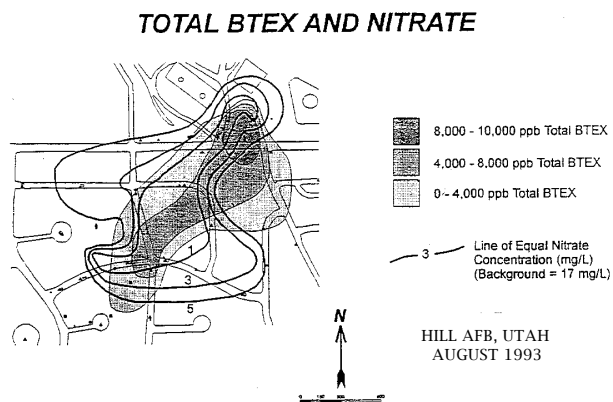 TOTAL BTEX AND NITRATE
8,000 - 10,000 ppb Total BTEX
4,000 - 8,000 ppb Total BTEX
0 - 4,000 ppb Total BTEX
3
Line of Equal Nitrate
Concentration (mg/L)
(Background = 17 mg/L)
1
3
5
N
HILL AFB, UTAH
AUGUST 1993